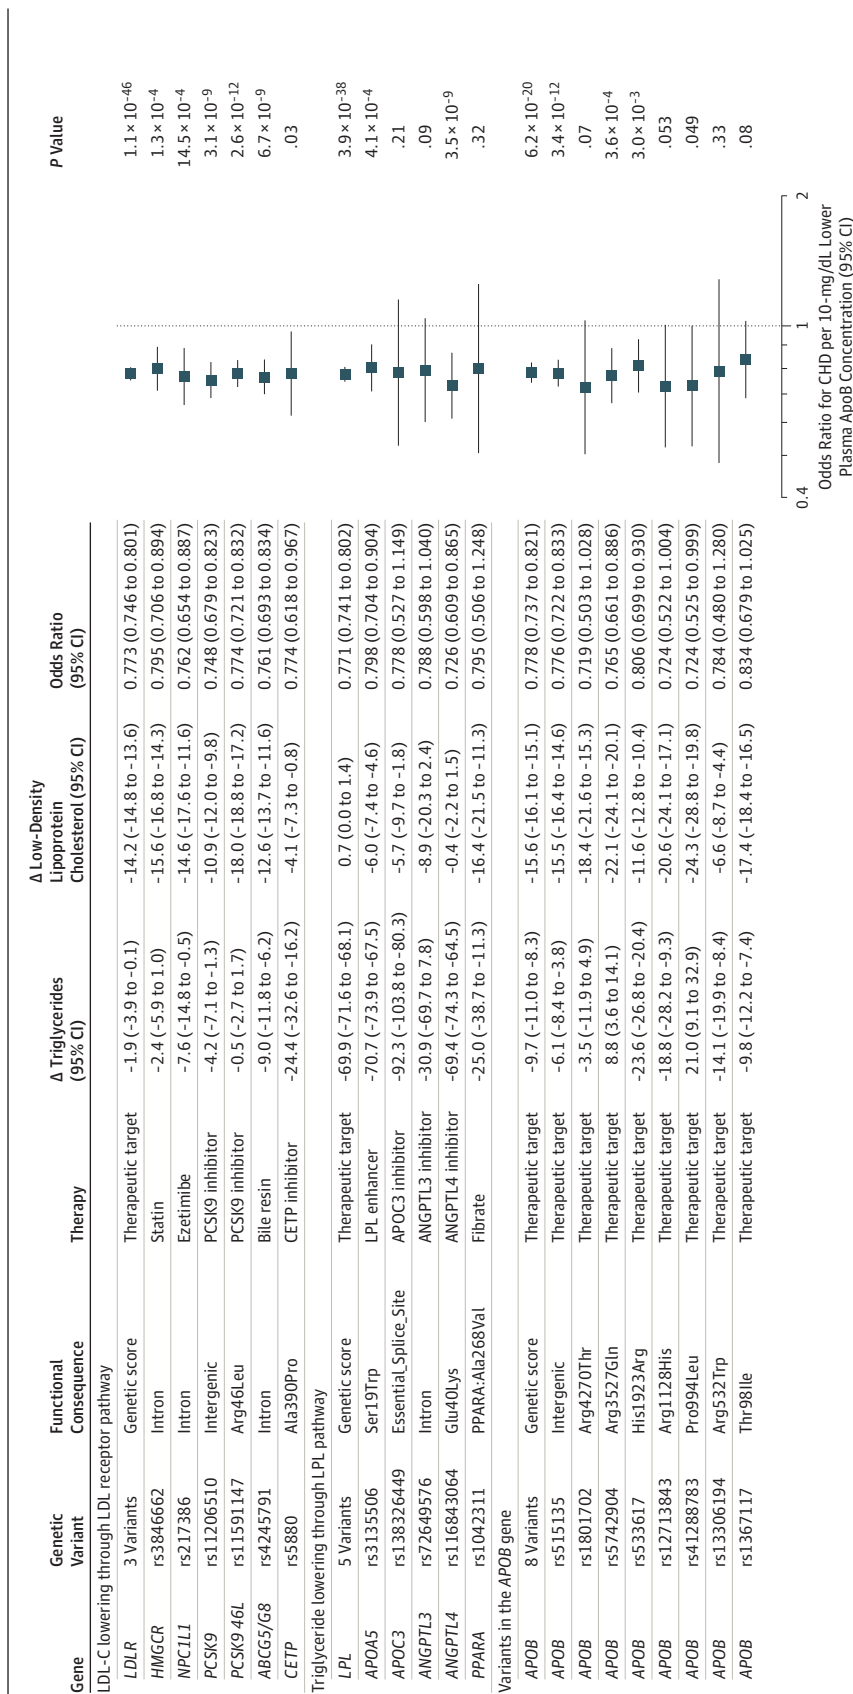 Gene	Genetic Variant	Functional Consequence	Therapy	Δ Triglycerides (95% CI)	Δ Low-Density Lipoprotein Cholesterol (95% CI)	Odds Ratio (95% CI)	P Value
LDL-C lowering through LDL receptor pathway
LDLR	3 Variants	Genetic score	Therapeutic target	-1.9 (-3.9 to -0.1)	-14.2 (-14.8 to -13.6)	0.773 (0.746 to 0.801)	1.1 × 10⁻⁴⁶
HMGCR	rs3846662	Intron	Statin	-2.4 (-5.9 to 1.0)	-15.6 (-16.8 to -14.3)	0.795 (0.706 to 0.894)	1.3 × 10⁻⁴
NPC1L1	rs217386	Intron	Ezetimibe	-7.6 (-14.8 to -0.5)	-14.6 (-17.6 to -11.6)	0.762 (0.654 to 0.887)	14.5 × 10⁻⁴
PCSK9	rs11206510	Intergenic	PCSK9 inhibitor	-4.2 (-7.1 to -1.3)	-10.9 (-12.0 to -9.8)	0.748 (0.679 to 0.823)	3.1 × 10⁻⁹
PCSK9 46L	rs11591147	Arg46Leu	PCSK9 inhibitor	-0.5 (-2.7 to 1.7)	-18.0 (-18.8 to -17.2)	0.774 (0.721 to 0.832)	2.6 × 10⁻¹²
ABCG5/G8	rs4245791	Intron	Bile resin	-9.0 (-11.8 to -6.2)	-12.6 (-13.7 to -11.6)	0.761 (0.693 to 0.834)	6.7 × 10⁻⁹
CETP	rs5880	Ala390Pro	CETP inhibitor	-24.4 (-32.6 to -16.2)	-4.1 (-7.3 to -0.8)	0.774 (0.618 to 0.967)	.03
Triglyceride lowering through LPL pathway
LPL	5 Variants	Genetic score	Therapeutic target	-69.9 (-71.6 to -68.1)	0.7 (0.0 to 1.4)	0.771 (0.741 to 0.802)	3.9 × 10⁻³⁸
APOA5	rs3135506	Ser19Trp	LPL enhancer	-70.7 (-73.9 to -67.5)	-6.0 (-7.4 to -4.6)	0.798 (0.704 to 0.904)	4.1 × 10⁻⁴
APOC3	rs138326449	Essential_Splice_Site	APOC3 inhibitor	-92.3 (-103.8 to -80.3)	-5.7 (-9.7 to -1.8)	0.778 (0.527 to 1.149)	.21
ANGPTL3	rs72649576	Intron	ANGPTL3 inhibitor	-30.9 (-69.7 to 7.8)	-8.9 (-20.3 to 2.4)	0.788 (0.598 to 1.040)	.09
ANGPTL4	rs116843064	Glu40Lys	ANGPTL4 inhibitor	-69.4 (-74.3 to -64.5)	-0.4 (-2.2 to 1.5)	0.726 (0.609 to 0.865)	3.5 × 10⁻⁹
PPARA	rs1042311	PPARA:Ala268Val	Fibrate	-25.0 (-38.7 to -11.3)	-16.4 (-21.5 to -11.3)	0.795 (0.506 to 1.248)	.32
Variants in the APOB gene
APOB	8 Variants	Genetic score	Therapeutic target	-9.7 (-11.0 to -8.3)	-15.6 (-16.1 to -15.1)	0.778 (0.737 to 0.821)	6.2 × 10⁻²⁰
APOB	rs515135	Intergenic	Therapeutic target	-6.1 (-8.4 to -3.8)	-15.5 (-16.4 to -14.6)	0.776 (0.722 to 0.833)	3.4 × 10⁻¹²
APOB	rs1801702	Arg4270Thr	Therapeutic target	-3.5 (-11.9 to 4.9)	-18.4 (-21.6 to -15.3)	0.719 (0.503 to 1.028)	.07
APOB	rs5742904	Arg3527Gln	Therapeutic target	8.8 (3.6 to 14.1)	-22.1 (-24.1 to -20.1)	0.765 (0.661 to 0.886)	3.6 × 10⁻⁴
APOB	rs533617	His1923Arg	Therapeutic target	-23.6 (-26.8 to -20.4)	-11.6 (-12.8 to -10.4)	0.806 (0.699 to 0.930)	3.0 × 10⁻³
APOB	rs12713843	Arg1128His	Therapeutic target	-18.8 (-28.2 to -9.3)	-20.6 (-24.1 to -17.1)	0.724 (0.522 to 1.004)	.053
APOB	rs41288783	Pro994Leu	Therapeutic target	21.0 (9.1 to 32.9)	-24.3 (-28.8 to -19.8)	0.724 (0.525 to 0.999)	.049
APOB	rs13306194	Arg532Trp	Therapeutic target	-14.1 (-19.9 to -8.4)	-6.6 (-8.7 to -4.4)	0.784 (0.480 to 1.280)	.33
APOB	rs1367117	Thr98Ile	Therapeutic target	-9.8 (-12.2 to -7.4)	-17.4 (-18.4 to -16.5)	0.834 (0.679 to 1.025)	.08
0.4	1	2
Odds Ratio for CHD per 10-mg/dL Lower
Plasma ApoB Concentration (95% CI)